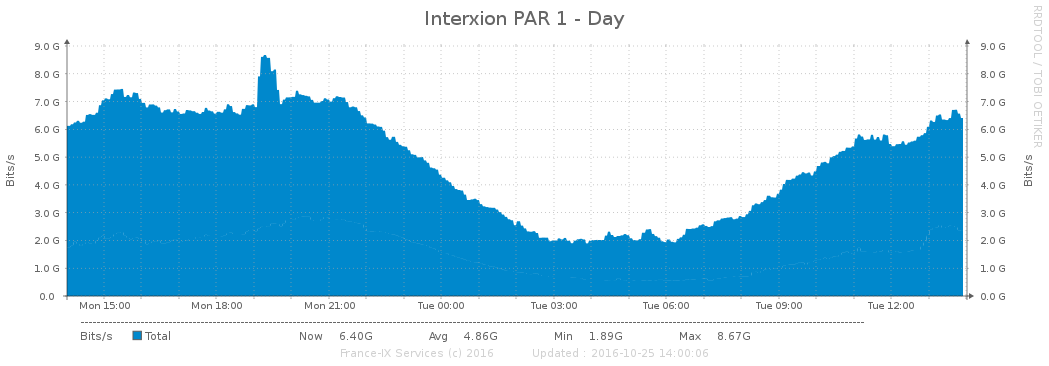 Interxion PAR 1 - Day
RRDTOOL / TOBI OETIKER
Bits/s
9.0 G 9.0 G
8.0 G 8.0 G
7.0 G 7.0 G
6.0 G 6.0 G
5.0 G 5.0 G
4.0 G 4.0 G
3.0 G 3.0 G
2.0 G 2.0 G
1.0 G 1.0 G
0.0 0.0 G
Bits/s
Mon 15:00 Mon 18:00 Mon 21:00 Tue 00:00 Tue 03:00 Tue 06:00 Tue 09:00 Tue 12:00
Bits/s Total Now 6.40G Avg 4.86G Min 1.89G Max 8.67G
France-IX Services (c) 2016 Updated : 2016-10-25 14:00:06